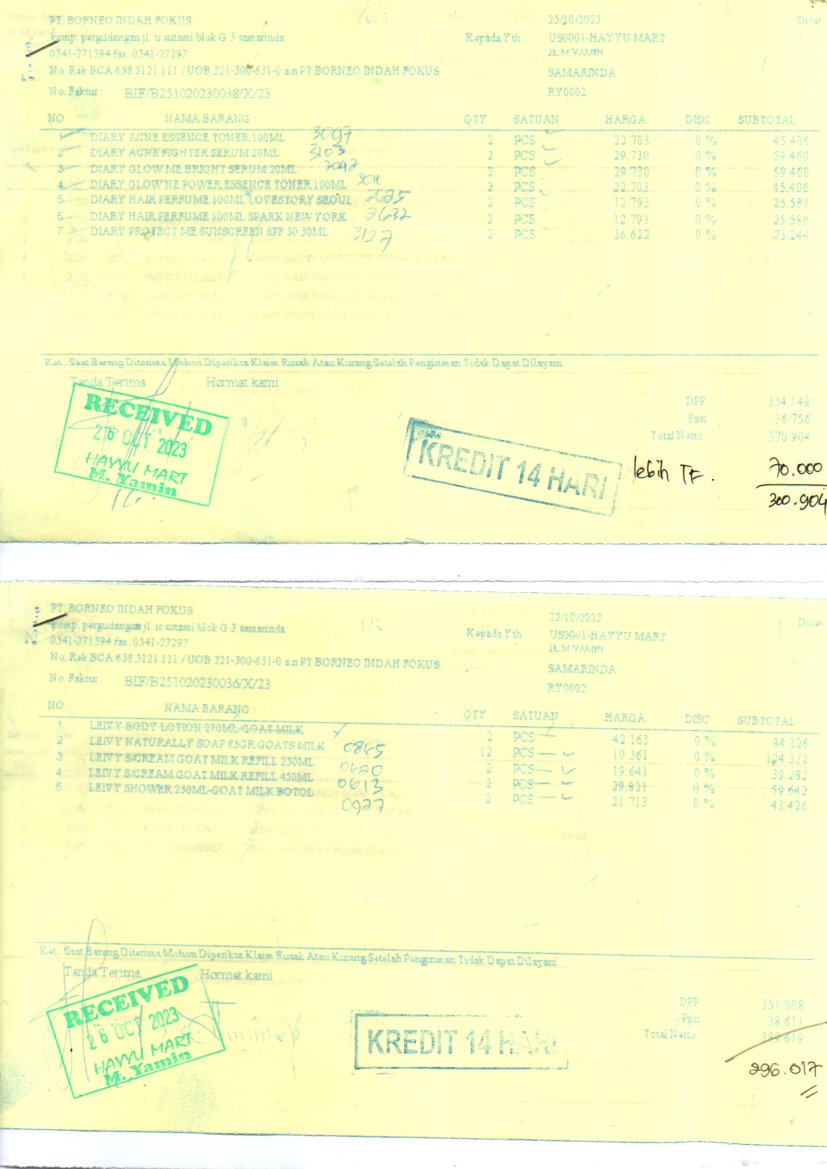 PT BORNEO INDAH FOKUS 25/10/2023
komp. pergudangan jl. ir sutami blok G 3 samarinda Kepada Yth US0001-HAYYU MART
0541-271594 fax. 0541-27297 JL.M.YAMIN
No. Rek BCA 658.5121.111 / UOB 321-300-631-0 a.n PT BORNEO INDAH FOKUS SAMARINDA
No. Faktur : BIF/B251020230038/X/23 RY0002
NO NAMA BARANG QTY SATUAN HARGA DISC SUBTOTAL
1 DIARY ACNE ESSENCE TONER 100ML 3097 2 PCS 22.703 0 % 45.406
2 DIARY ACNE FIGHTER SERUM 20ML 3103 2 PCS 29.730 0 % 59.460
3 DIARY GLOW ME BRIGHT SERUM 20ML 3042 2 PCS 29.730 0 % 59.460
4 DIARY GLOWNE POWER ESSENCE TONER 100ML 304 2 PCS 22.703 0 % 45.406
5 DIARY HAIR PERFUME 100ML LOVESTORY SEOUL 2625 2 PCS 12.793 0 % 25.586
6 DIARY HAIR PERFUME 100ML SPARK NEW YORK 2632 2 PCS 12.793 0 % 25.586
7 DIARY PROTECT ME SUNSCREEN SPF 50 30ML 3127 2 PCS 36.622 0 % 73.244
Ket : Saat Barang Diterima Mohon Diperiksa Klaim Rusak Atau Kurang Setelah Pengiriman Tidak Dapat Dilayani
Tanda Terima Hormat kami
DPP 334.148
Ppn 36.756
Total Netto 370.904
RECEIVED
26 OCT 2023
HAYYU MART
M. Yamin
KREDIT 14 HARI
lebih TF. 70.000
300.904
PT BORNEO INDAH FOKUS 25/10/2023
komp. pergudangan jl. ir sutami blok G 3 samarinda Kepada Yth US0001-HAYYU MART
0541-271594 fax. 0541-27297 JL.M.YAMIN
No. Rek BCA 658.5121.111 / UOB 321-300-631-0 a.n PT BORNEO INDAH FOKUS SAMARINDA
No. Faktur : BIF/B251020230036/X/23 RY0002
NO. NAMA BARANG QTY SATUAN HARGA DISC SUBTOTAL
1 LEIVY BODY LOTION 270ML-GOAT MILK 2 PCS 42.163 0 % 84.326
2 LEIVY NATURALLY SOAP 85GR GOATS MILK 0865 12 PCS 10.361 0 % 124.332
3 LEIVY S/CREAM GOAT MILK REFILL 250ML 0620 2 PCS 19.641 0 % 39.282
4 LEIVY S/CREAM GOAT MILK REFILL 450ML 0613 2 PCS 29.821 0 % 59.642
5 LEIVY SHOWER 250ML-GOAT MILK BOTOL 0927 2 PCS 21.713 0 % 43.426
Ket : Saat Barang Diterima Mohon Diperiksa Klaim Rusak Atau Kurang Setelah Pengiriman Tidak Dapat Dilayani
Tanda Terima Hormat kami
DPP 351.008
Ppn 38.611
Total Netto 389.619
RECEIVED
26 OCT 2023
HAYYU MART
M. Yamin
KREDIT 14 HARI
296.017